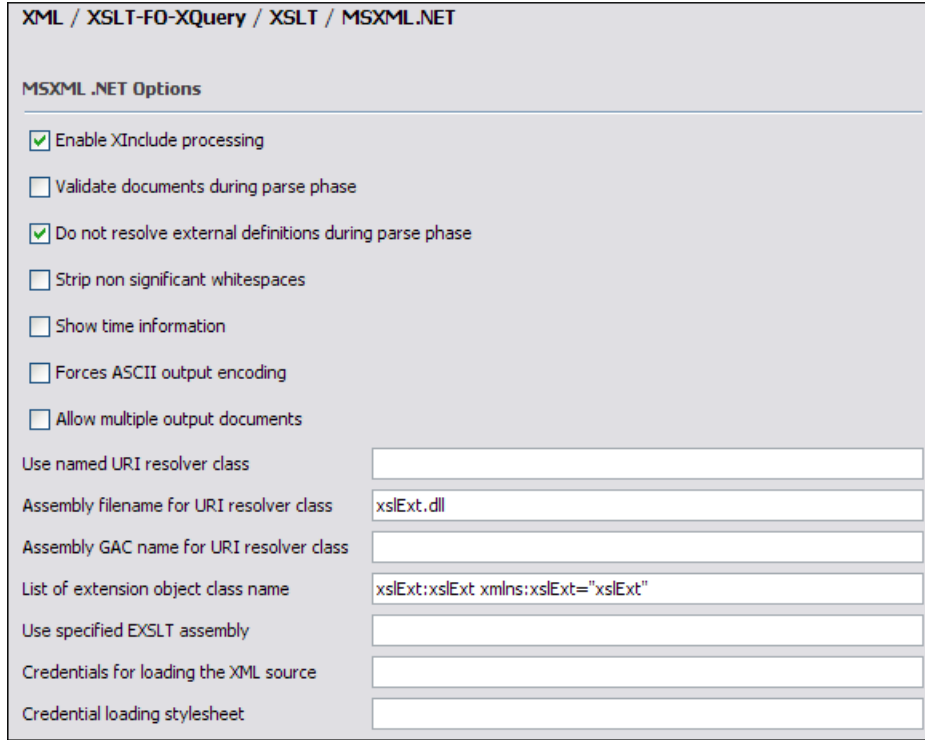 XML / XSLT-FO-XQuery / XSLT / MSXML.NET
MSXML .NET Options
Enable XInclude processing
Validate documents during parse phase
Do not resolve external definitions during parse phase
Strip non significant whitespaces
Show time information
Forces ASCII output encoding
Allow multiple output documents
Use named URI resolver class
Assembly filename for URI resolver class xslExt.dll
Assembly GAC name for URI resolver class
List of extension object class name xslExt:xslExt xmlns:xslExt="xslExt"
Use specified EXSLT assembly
Credentials for loading the XML source
Credential loading stylesheet